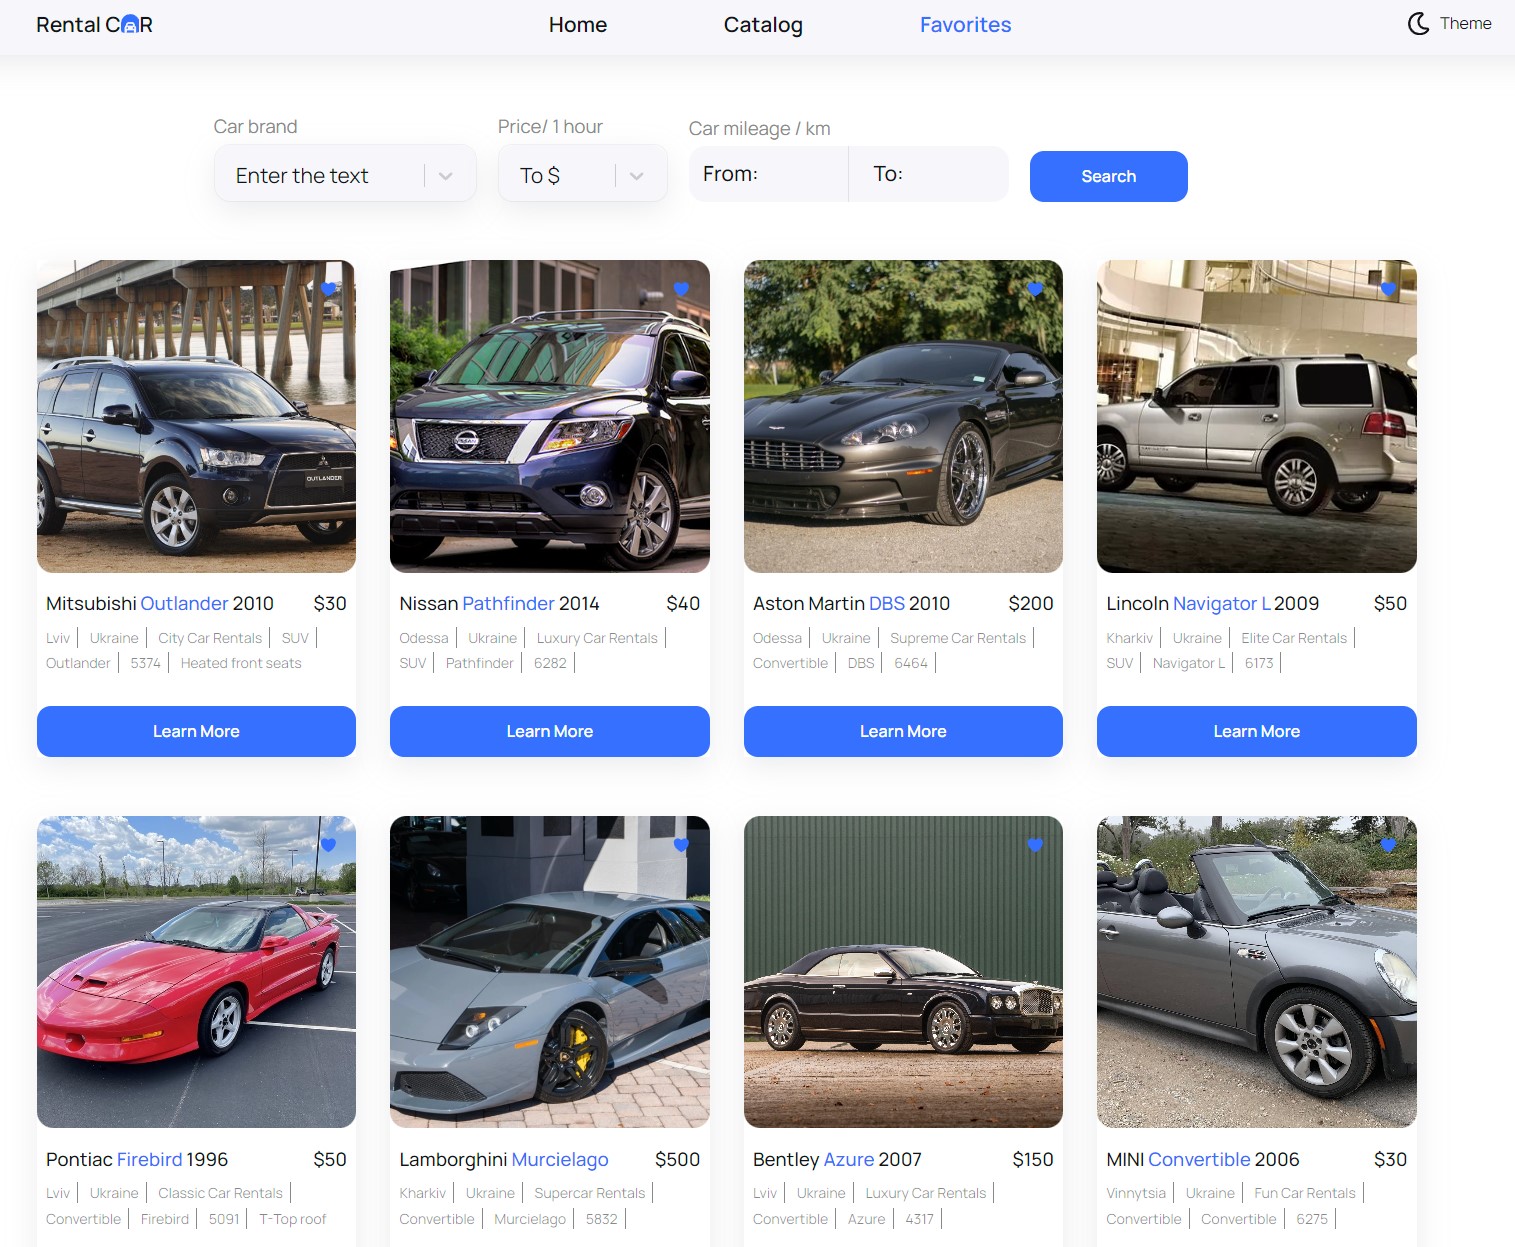 Rental CAR
Home
Catalog
Favorites
Theme
Car brand
Price/ 1 hour
Car mileage / km
Enter the text
To $
From:
To:
Search
NISSAN
OUTLANDER
Mitsubishi Outlander 2010 $30
Lviv | Ukraine | City Car Rentals | SUV |
Outlander | 5374 | Heated front seats
Learn More
Nissan Pathfinder 2014 $40
Odessa | Ukraine | Luxury Car Rentals |
SUV | Pathfinder | 6282 |
Learn More
Aston Martin DBS 2010 $200
Odessa | Ukraine | Supreme Car Rentals |
Convertible | DBS | 6464 |
Learn More
Lincoln Navigator L 2009 $50
Kharkiv | Ukraine | Elite Car Rentals |
SUV | Navigator L | 6173 |
Learn More
Pontiac Firebird 1996 $50
Lviv | Ukraine | Classic Car Rentals |
Convertible | Firebird | 5091 | T-Top roof
Lamborghini Murcielago $500
Kharkiv | Ukraine | Supercar Rentals |
Convertible | Murcielago | 5832 |
Bentley Azure 2007 $150
Lviv | Ukraine | Luxury Car Rentals |
Convertible | Azure | 4317 |
MINI Convertible 2006 $30
Vinnytsia | Ukraine | Fun Car Rentals |
Convertible | Convertible | 6275 |